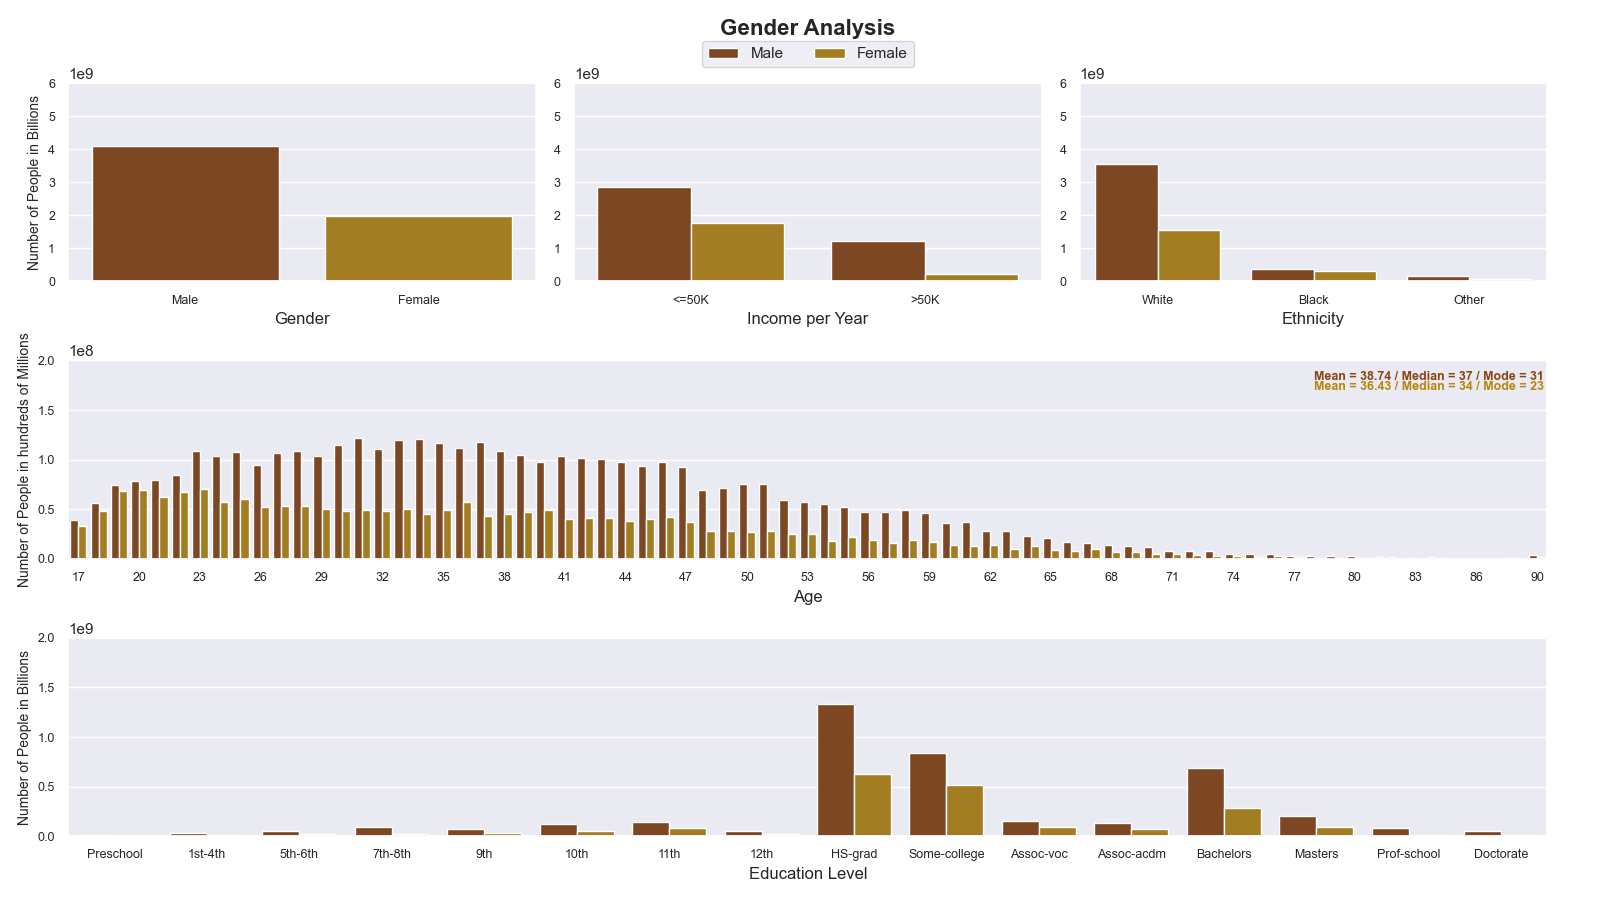 Gender Analysis
Male Female
1e9
6
5
4
3
2
1
0
Number of People in Billions
Male Female
Gender
1e9
6
5
4
3
2
1
0
<=50K >50K
Income per Year
1e9
6
5
4
3
2
1
0
White Black Other
Ethnicity
1e8
2.0
1.5
1.0
0.5
0.0
Number of People in hundreds of Millions
Mean = 38.74 / Median = 37 / Mode = 31
Mean = 36.43 / Median = 34 / Mode = 23
17 20 23 26 29 32 35 38 41 44 47 50 53 56 59 62 65 68 71 74 77 80 83 86 90
Age
1e9
2.0
1.5
1.0
0.5
0.0
Number of People in Billions
Preschool 1st-4th 5th-6th 7th-8th 9th 10th 11th 12th HS-grad Some-college Assoc-voc Assoc-acdm Bachelors Masters Prof-school Doctorate
Education Level